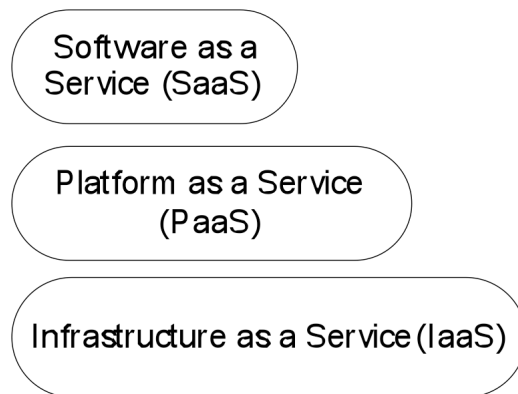 Software as a
Service (SaaS)
Platform as a Service
(PaaS)
Infrastructure as a Service (IaaS)